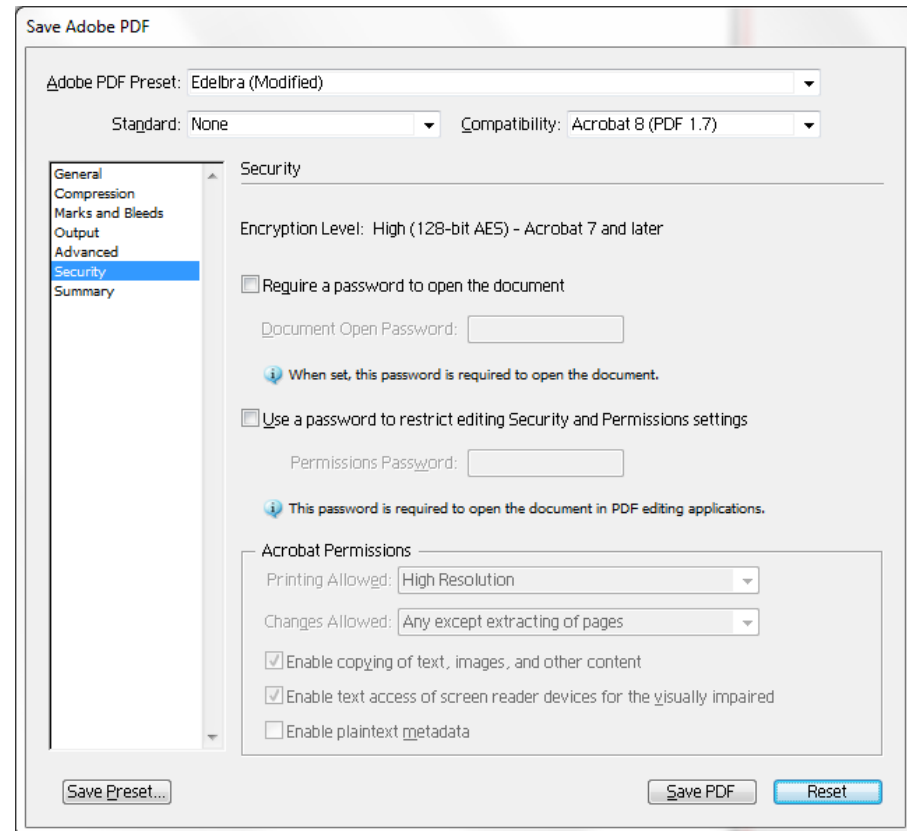 Save Adobe PDF
Adobe PDF Preset: Edelbra (Modified)
Standard: None Compatibility: Acrobat 8 (PDF 1.7)
General
Compression
Marks and Bleeds
Output
Advanced
Security
Summary
Security
Encryption Level: High (128-bit AES) - Acrobat 7 and later
Require a password to open the document
Document Open Password:
When set, this password is required to open the document.
Use a password to restrict editing Security and Permissions settings
Permissions Password:
This password is required to open the document in PDF editing applications.
Acrobat Permissions
Printing Allowed: High Resolution
Changes Allowed: Any except extracting of pages
Enable copying of text, images, and other content
Enable text access of screen reader devices for the visually impaired
Enable plaintext metadata
Save Preset... Save PDF Reset